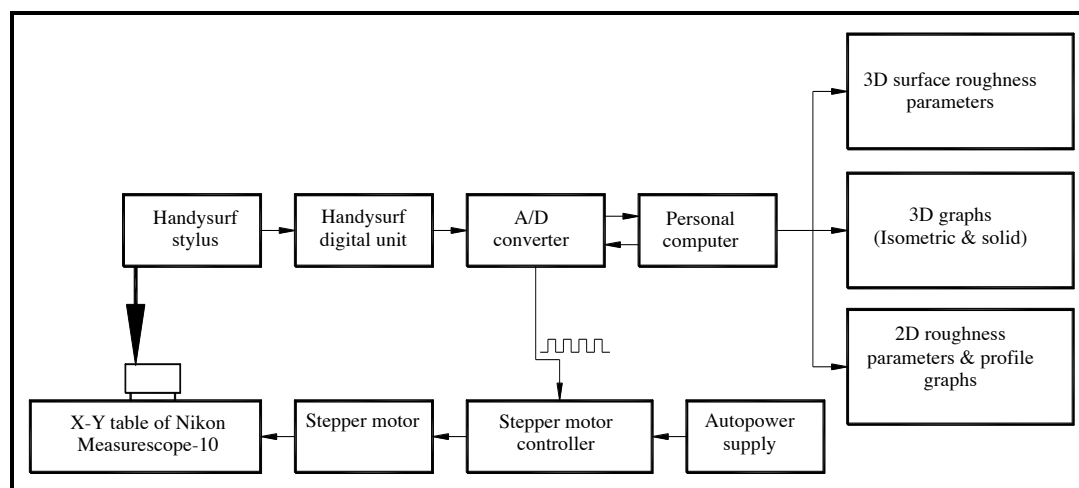 3D surface roughness
parameters
Handysurf
stylus
Handysurf
digital unit
A/D
converter
Personal
computer
3D graphs
(Isometric & solid)
2D roughness
parameters & profile
graphs
X-Y table of Nikon
Measurescope-10
Stepper motor
Stepper motor
controller
Autopower
supply